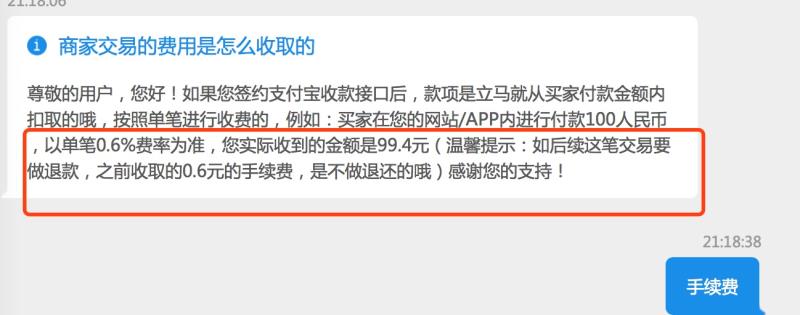 21:18:06
商家交易的费用是怎么收取的
尊敬的用户，您好！如果您签约支付宝收款接口后，款项是立马就从买家付款金额内
扣取的哦，按照单笔进行收费的，例如：买家在您的网站/APP内进行付款100人民币
，以单笔0.6%费率为准，您实际收到的金额是99.4元（温馨提示：如后续这笔交易要
做退款，之前收取的0.6元的手续费，是不做退还的哦）感谢您的支持！
21:18:38
手续费